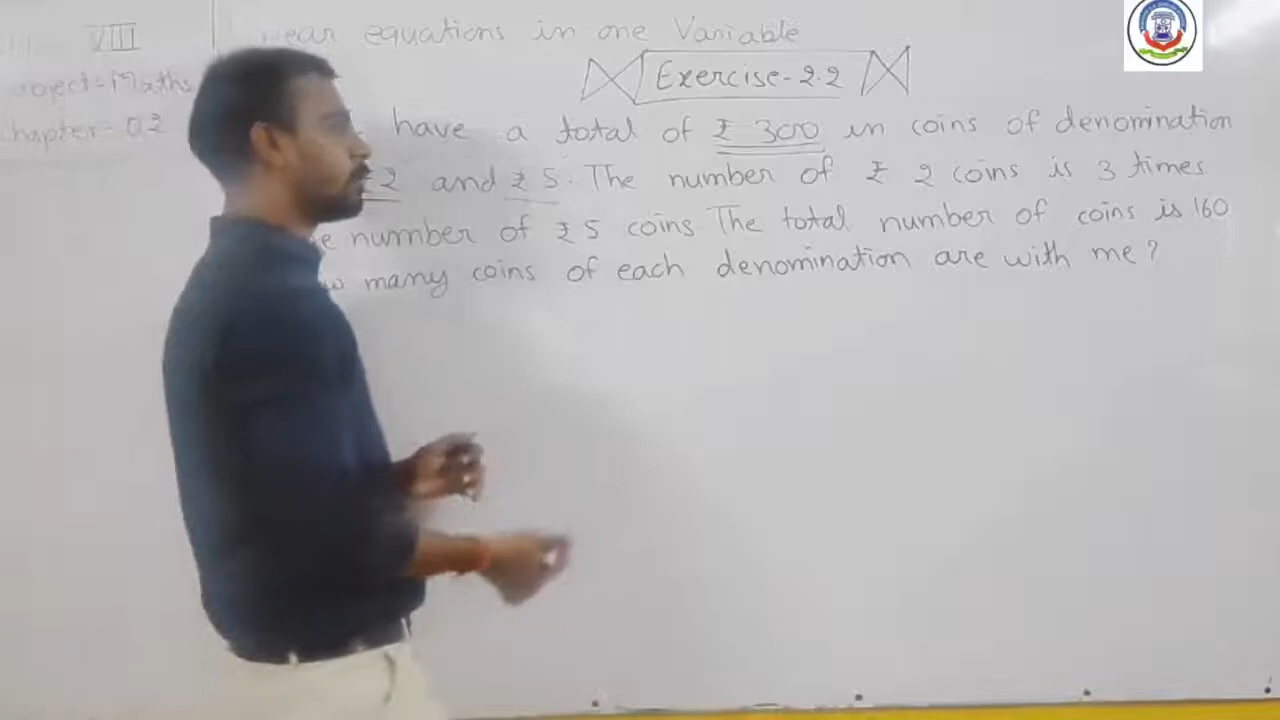 VIII
ear equations in one Variable
Exercise-2.2
Maths
have a total of ₹ 300 in coins of denomination
2 and ₹ 5. The number of ₹ 2 coins is 3 times
number of ₹ 5 coins The total number of coins is 160
many coins of each denomination are with me?